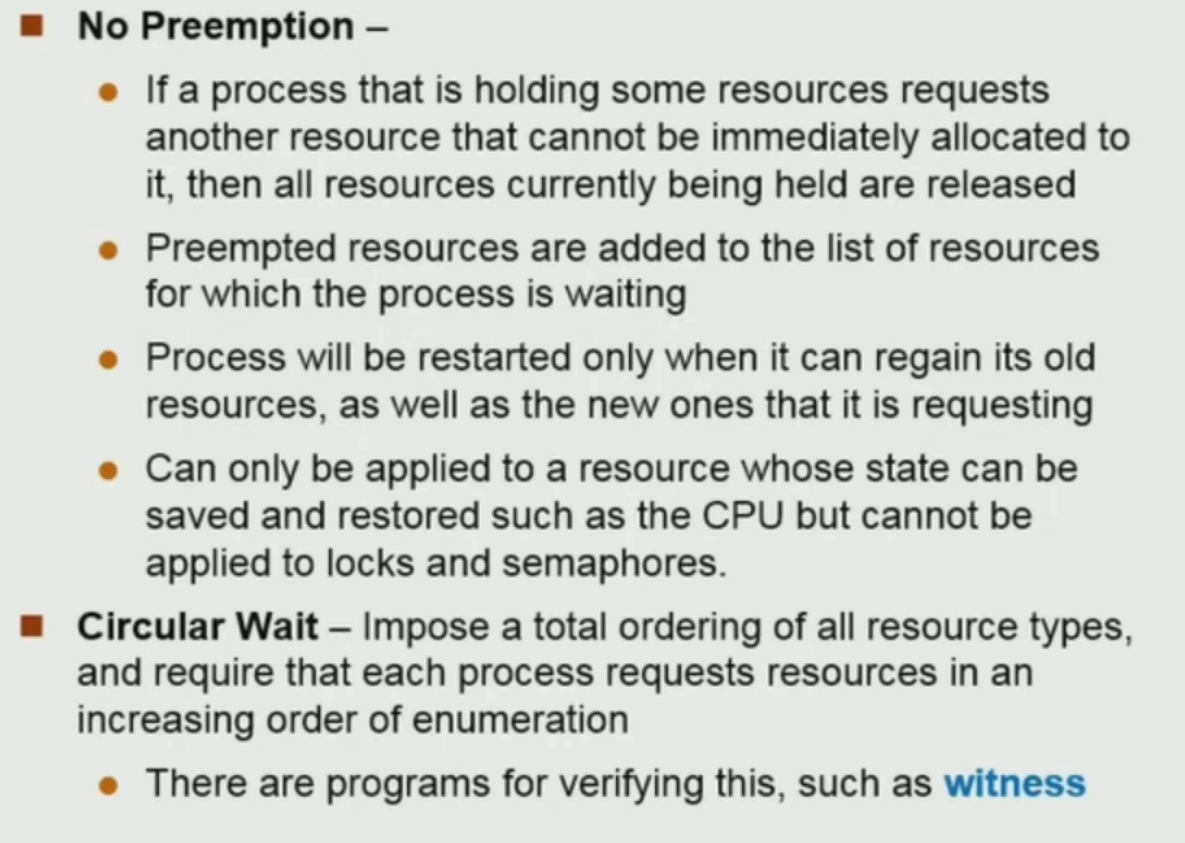 No Preemption –
If a process that is holding some resources requests
another resource that cannot be immediately allocated to
it, then all resources currently being held are released
Preempted resources are added to the list of resources
for which the process is waiting
Process will be restarted only when it can regain its old
resources, as well as the new ones that it is requesting
Can only be applied to a resource whose state can be
saved and restored such as the CPU but cannot be
applied to locks and semaphores.
Circular Wait – Impose a total ordering of all resource types,
and require that each process requests resources in an
increasing order of enumeration
There are programs for verifying this, such as witness